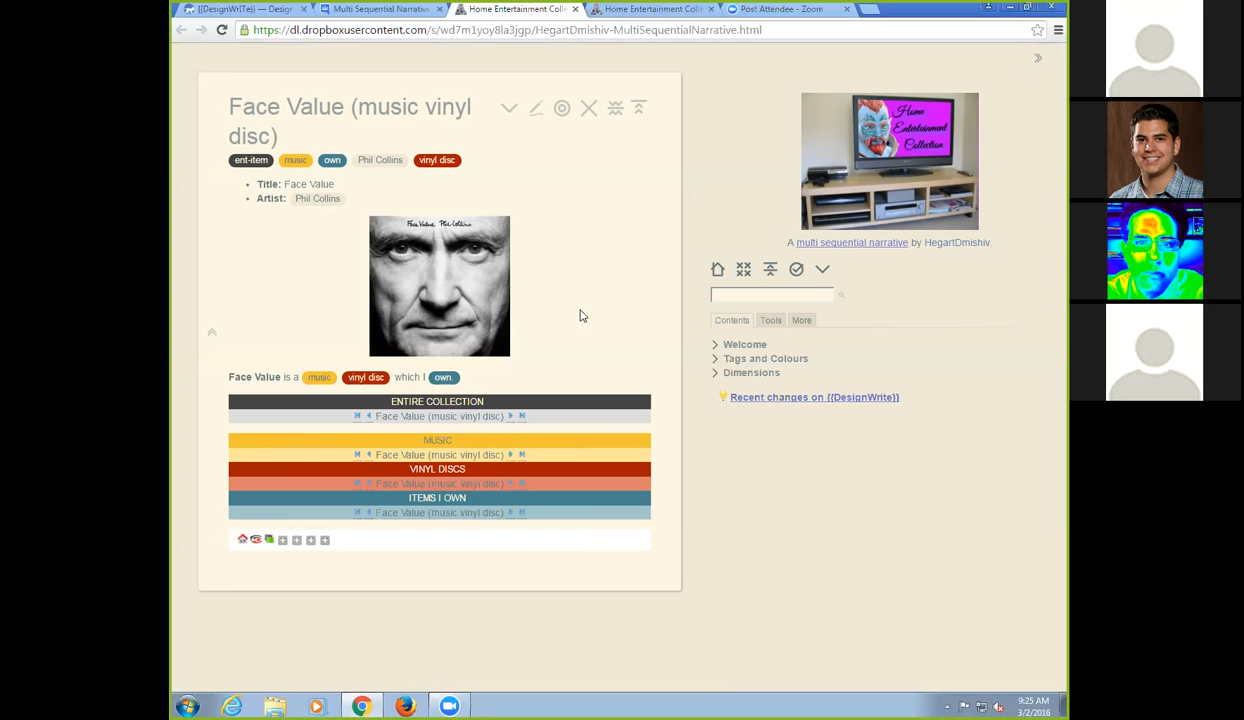 {{DesignWriTe}} — Design
Multi Sequential Narrative
Home Entertainment Colle
Home Entertainment Colle
Post Attendee - Zoom
https://dl.dropboxusercontent.com/s/wd7m1yoy8la3jgp/HegartDmishiv-MultiSequentialNarrative.html
Face Value (music vinyl
disc)
ent-item music own Phil Collins vinyl disc
• Title: Face Value
• Artist: Phil Collins
Face Value Phil Collins
Face Value is a music vinyl disc which I own.
ENTIRE COLLECTION
Face Value (music vinyl disc)
MUSIC
Face Value (music vinyl disc)
VINYL DISCS
Face Value (music vinyl disc)
ITEMS I OWN
Face Value (music vinyl disc)
Home
Entertainment
Collection
A multi sequential narrative by HegartDmishiv.
Contents Tools More
Welcome
Tags and Colours
Dimensions
Recent changes on {{DesignWrite}}
9:25 AM
3/2/2016